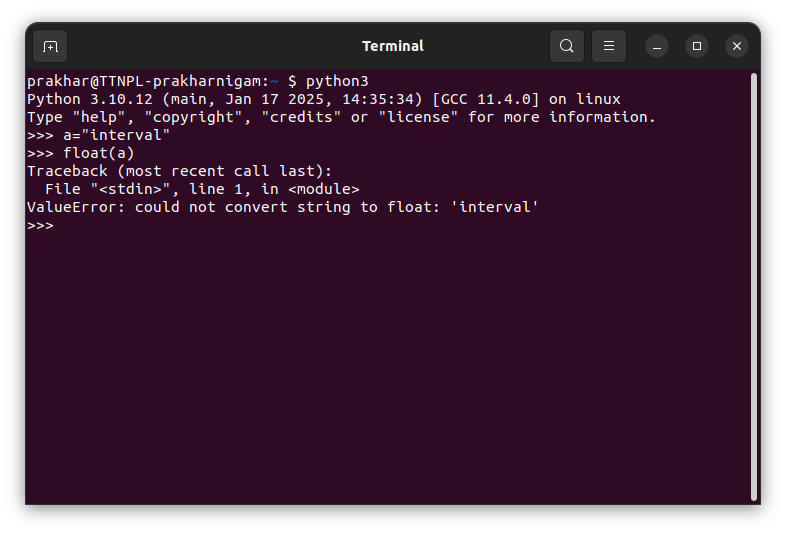 Terminal
prakhar@TTNPL-prakharnigam:~ $ python3
Python 3.10.12 (main, Jan 17 2025, 14:35:34) [GCC 11.4.0] on linux
Type "help", "copyright", "credits" or "license" for more information.
>>> a="interval"
>>> float(a)
Traceback (most recent call last):
  File "<stdin>", line 1, in <module>
ValueError: could not convert string to float: 'interval'
>>>